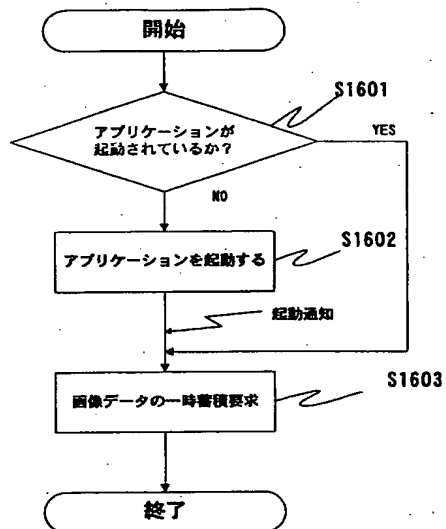 開始
S1601
アプリケーションが
起動されているか？
YES
NO
S1602
アプリケーションを起動する
起動通知
S1603
画像データの一時蓄積要求
終了